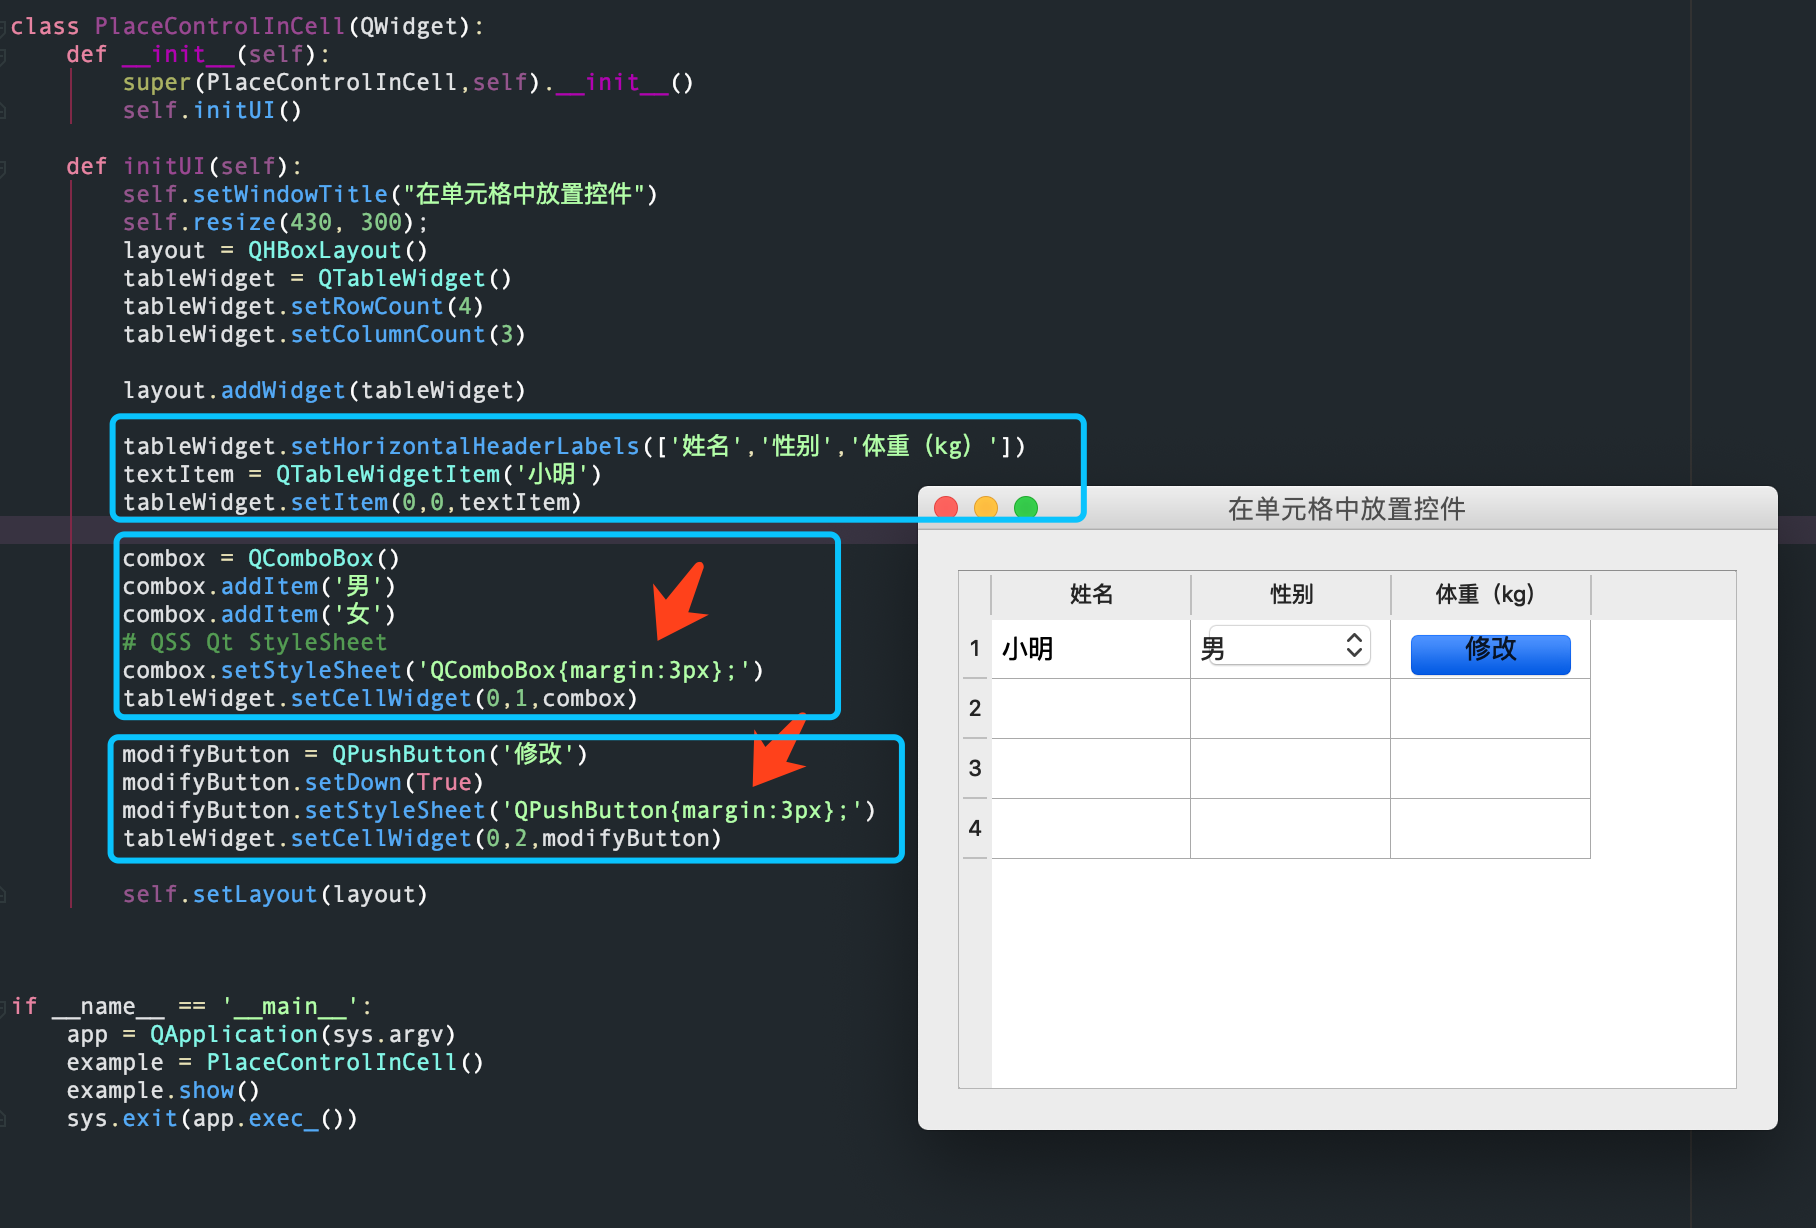 class PlaceControlInCell(QWidget):
    def __init__(self):
        super(PlaceControlInCell,self).__init__()
        self.initUI()
    def initUI(self):
        self.setWindowTitle("在单元格中放置控件")
        self.resize(430, 300);
        layout = QHBoxLayout()
        tableWidget = QTableWidget()
        tableWidget.setRowCount(4)
        tableWidget.setColumnCount(3)
        layout.addWidget(tableWidget)
        tableWidget.setHorizontalHeaderLabels(['姓名','性别','体重（kg）'])
        textItem = QTableWidgetItem('小明')
        tableWidget.setItem(0,0,textItem)
        combox = QComboBox()
        combox.addItem('男')
        combox.addItem('女')
        # QSS Qt StyleSheet
        combox.setStyleSheet('QComboBox{margin:3px};')
        tableWidget.setCellWidget(0,1,combox)
        modifyButton = QPushButton('修改')
        modifyButton.setDown(True)
        modifyButton.setStyleSheet('QPushButton{margin:3px};')
        tableWidget.setCellWidget(0,2,modifyButton)
        self.setLayout(layout)
if __name__ == '__main__':
    app = QApplication(sys.argv)
    example = PlaceControlInCell()
    example.show()
    sys.exit(app.exec_())
在单元格中放置控件
姓名 性别 体重（kg）
1 小明 男 修改
2
3
4